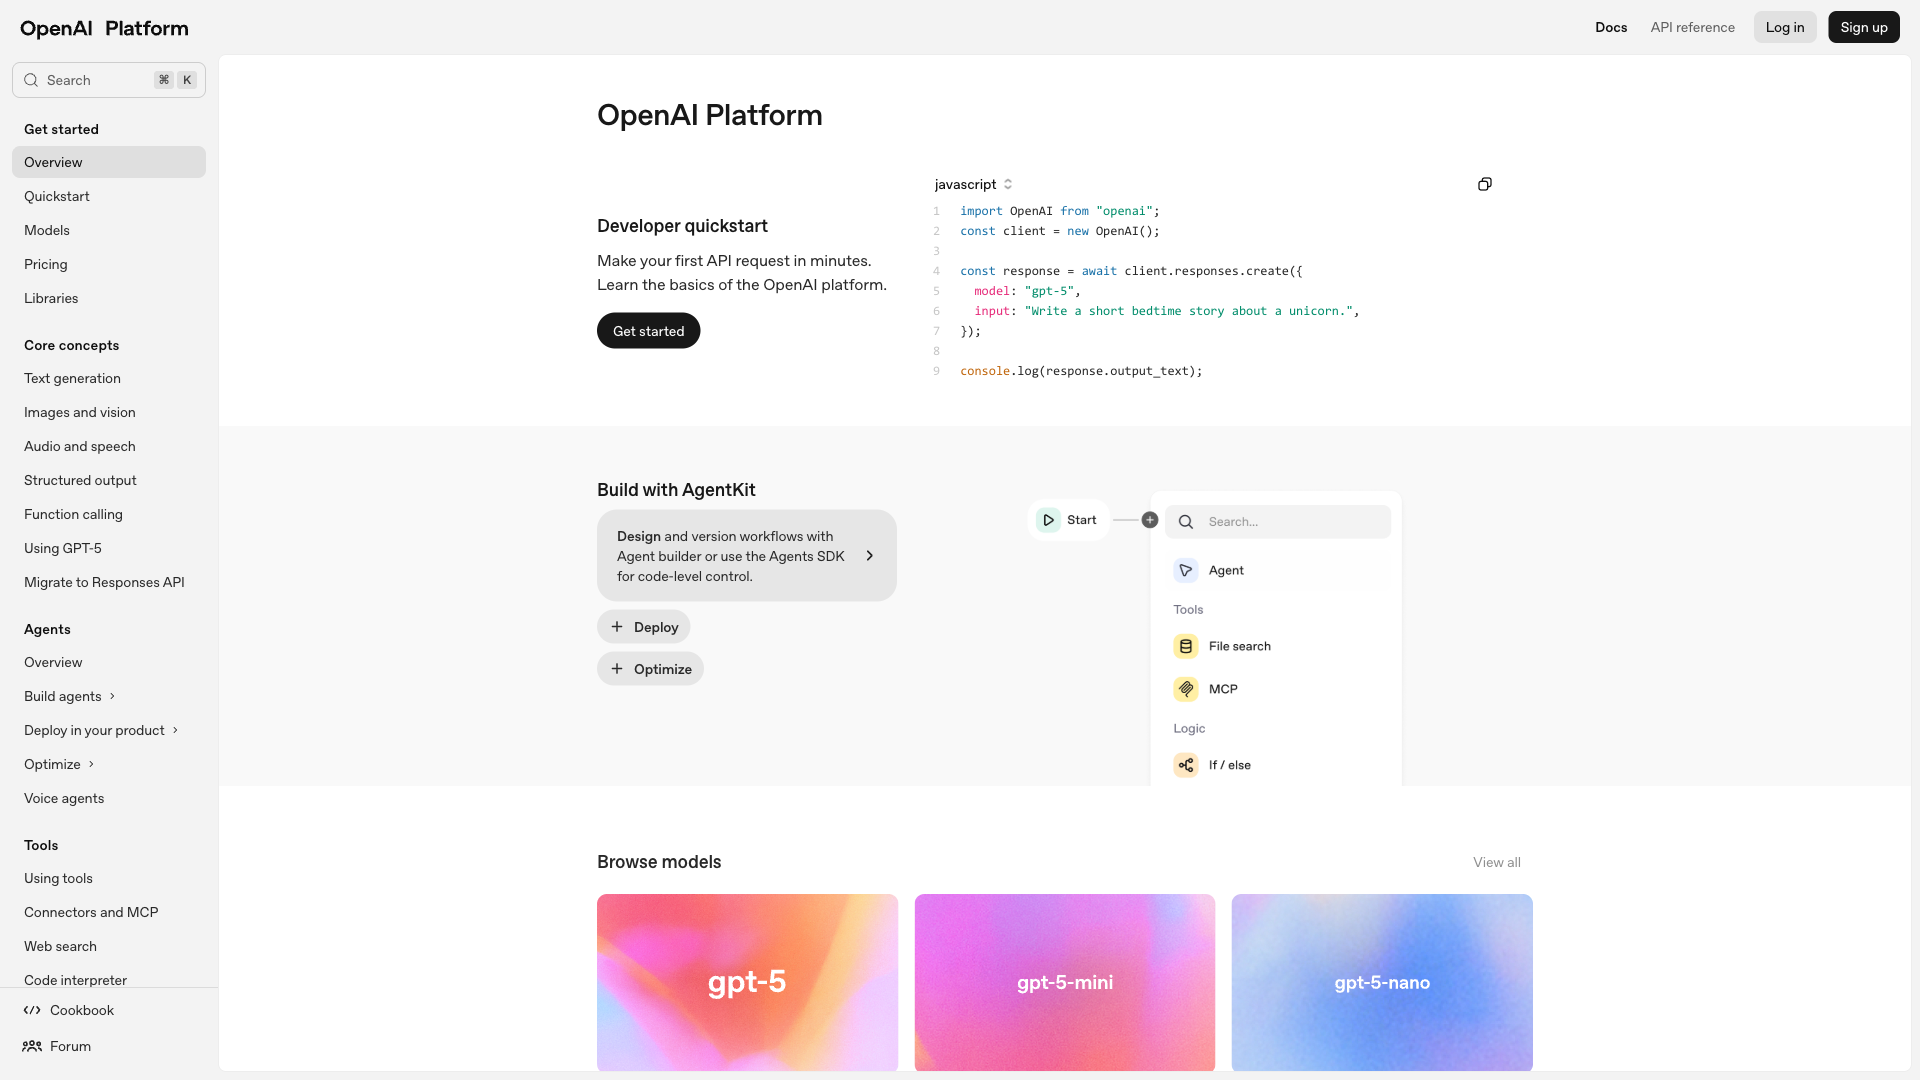 OpenAI Platform
Docs
API reference
Log in
Sign up
Search
⌘ K
Get started
Overview
Quickstart
Models
Pricing
Libraries
Core concepts
Text generation
Images and vision
Audio and speech
Structured output
Function calling
Using GPT-5
Migrate to Responses API
Agents
Overview
Build agents
Deploy in your product
Optimize
Voice agents
Tools
Using tools
Connectors and MCP
Web search
Code interpreter
Cookbook
Forum
OpenAI Platform
Developer quickstart
Make your first API request in minutes.
Learn the basics of the OpenAI platform.
Get started
javascript
1 import OpenAI from "openai";
2 const client = new OpenAI();
3
4 const response = await client.responses.create({
5   model: "gpt-5",
6   input: "Write a short bedtime story about a unicorn.",
7 });
8
9 console.log(response.output_text);
Build with AgentKit
Design and version workflows with
Agent builder or use the Agents SDK
for code-level control.
Deploy
Optimize
Start
Search...
Agent
Tools
File search
MCP
Logic
If / else
Browse models
View all
gpt-5
gpt-5-mini
gpt-5-nano